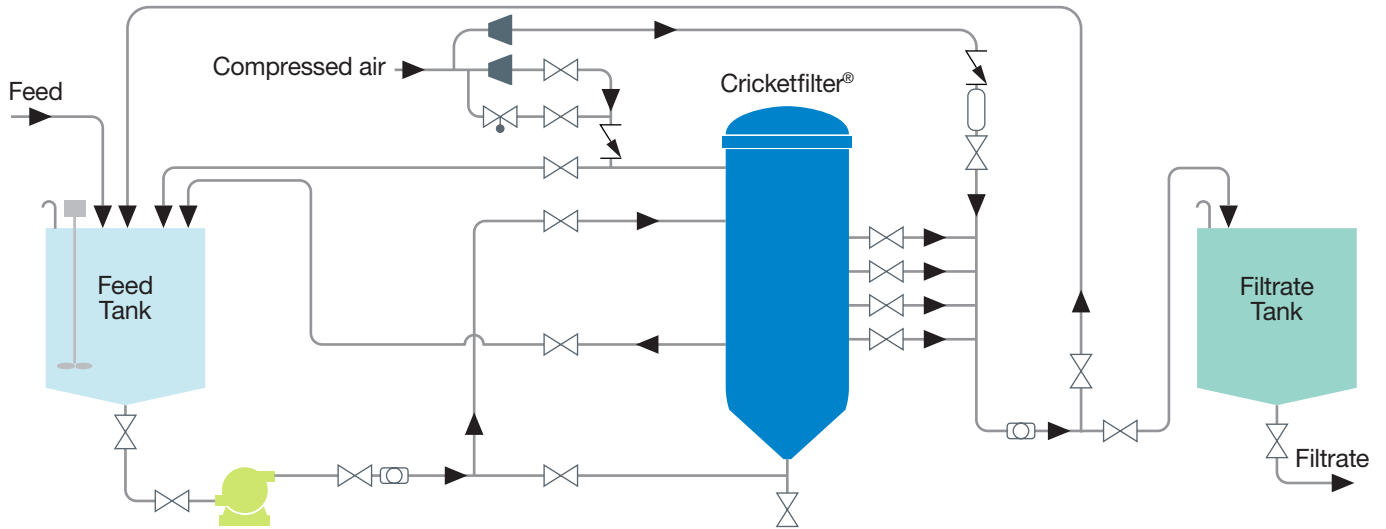 Compressed air
Cricketfilter®
Feed
Feed
Tank
Filtrate
Tank
Filtrate